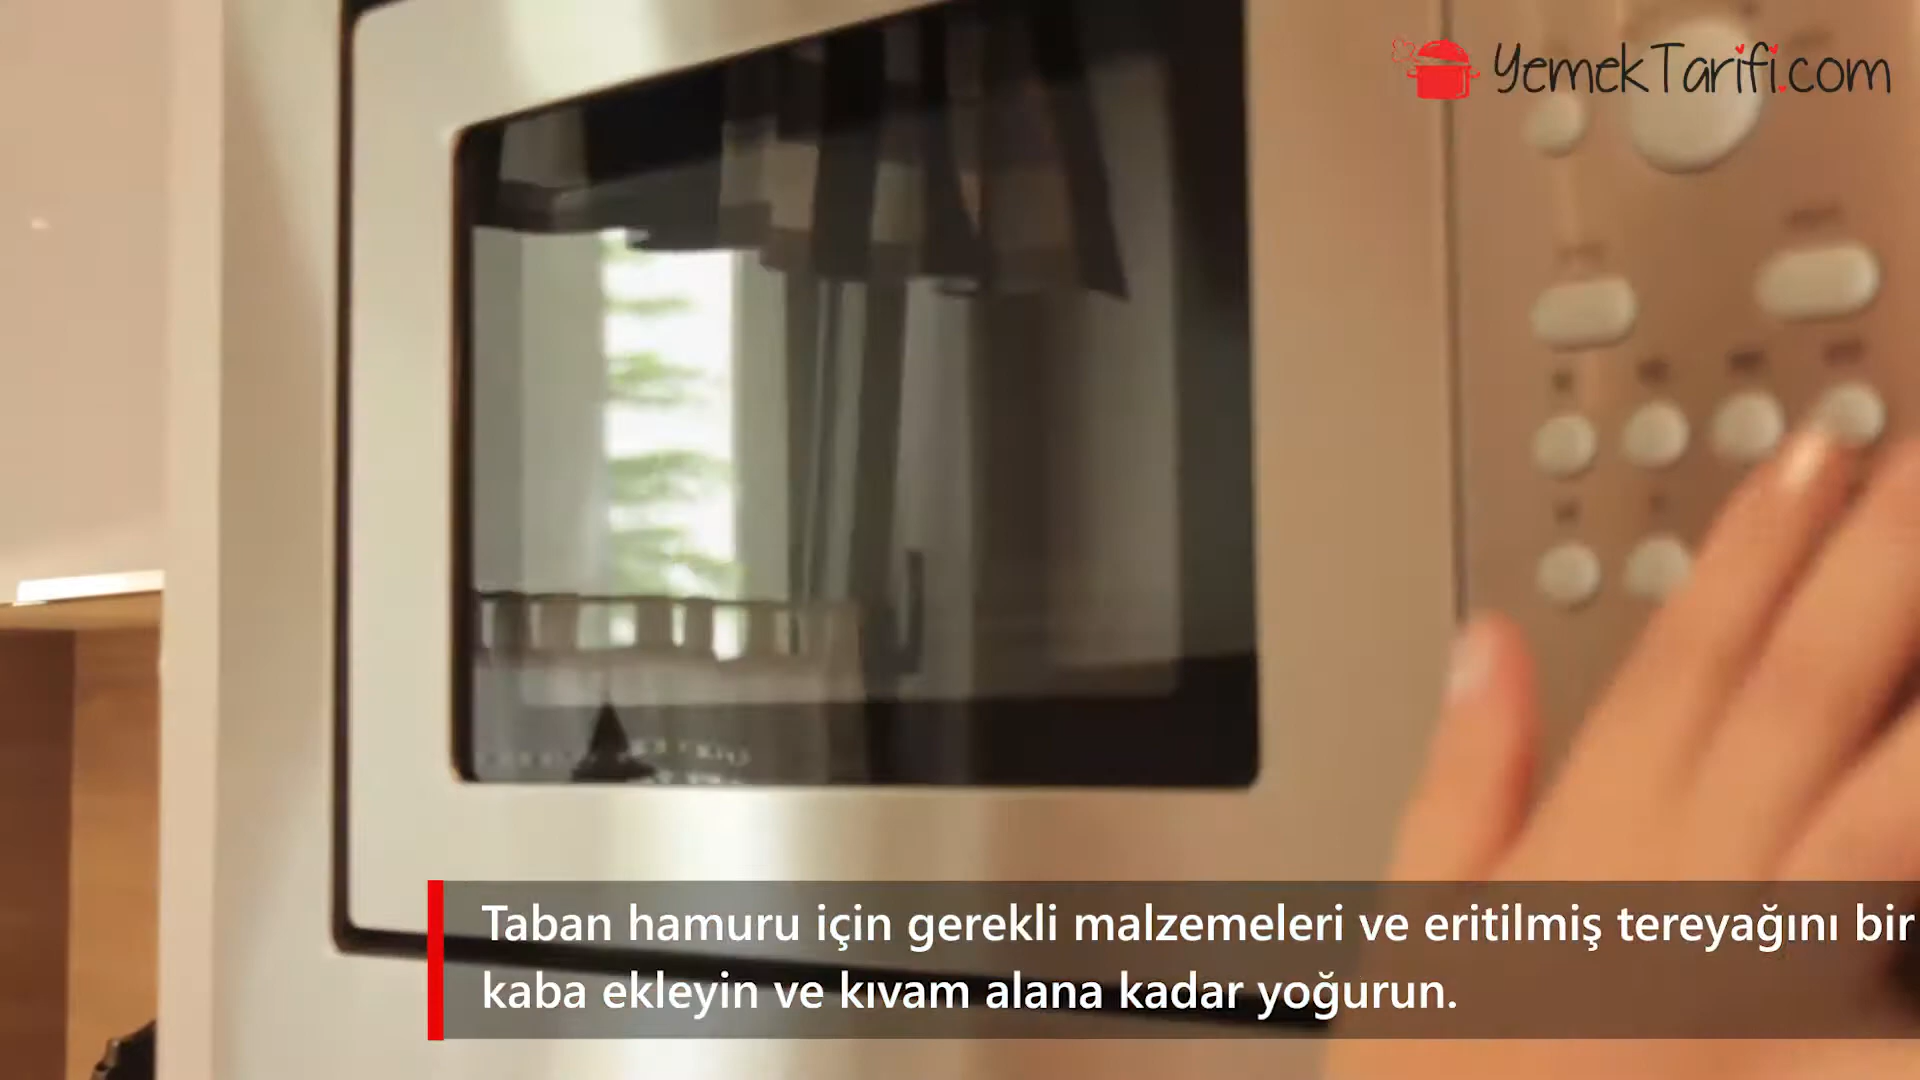 YemekTarifi.com
Taban hamuru için gerekli malzemeleri ve eritilmiş tereyağını bir
kaba ekleyin ve kıvam alana kadar yoğurun.